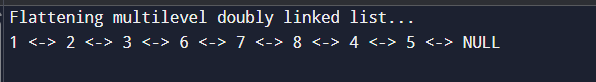 Flattening multilevel doubly linked list...
1 <-> 2 <-> 3 <-> 6 <-> 7 <-> 8 <-> 4 <-> 5 <-> NULL